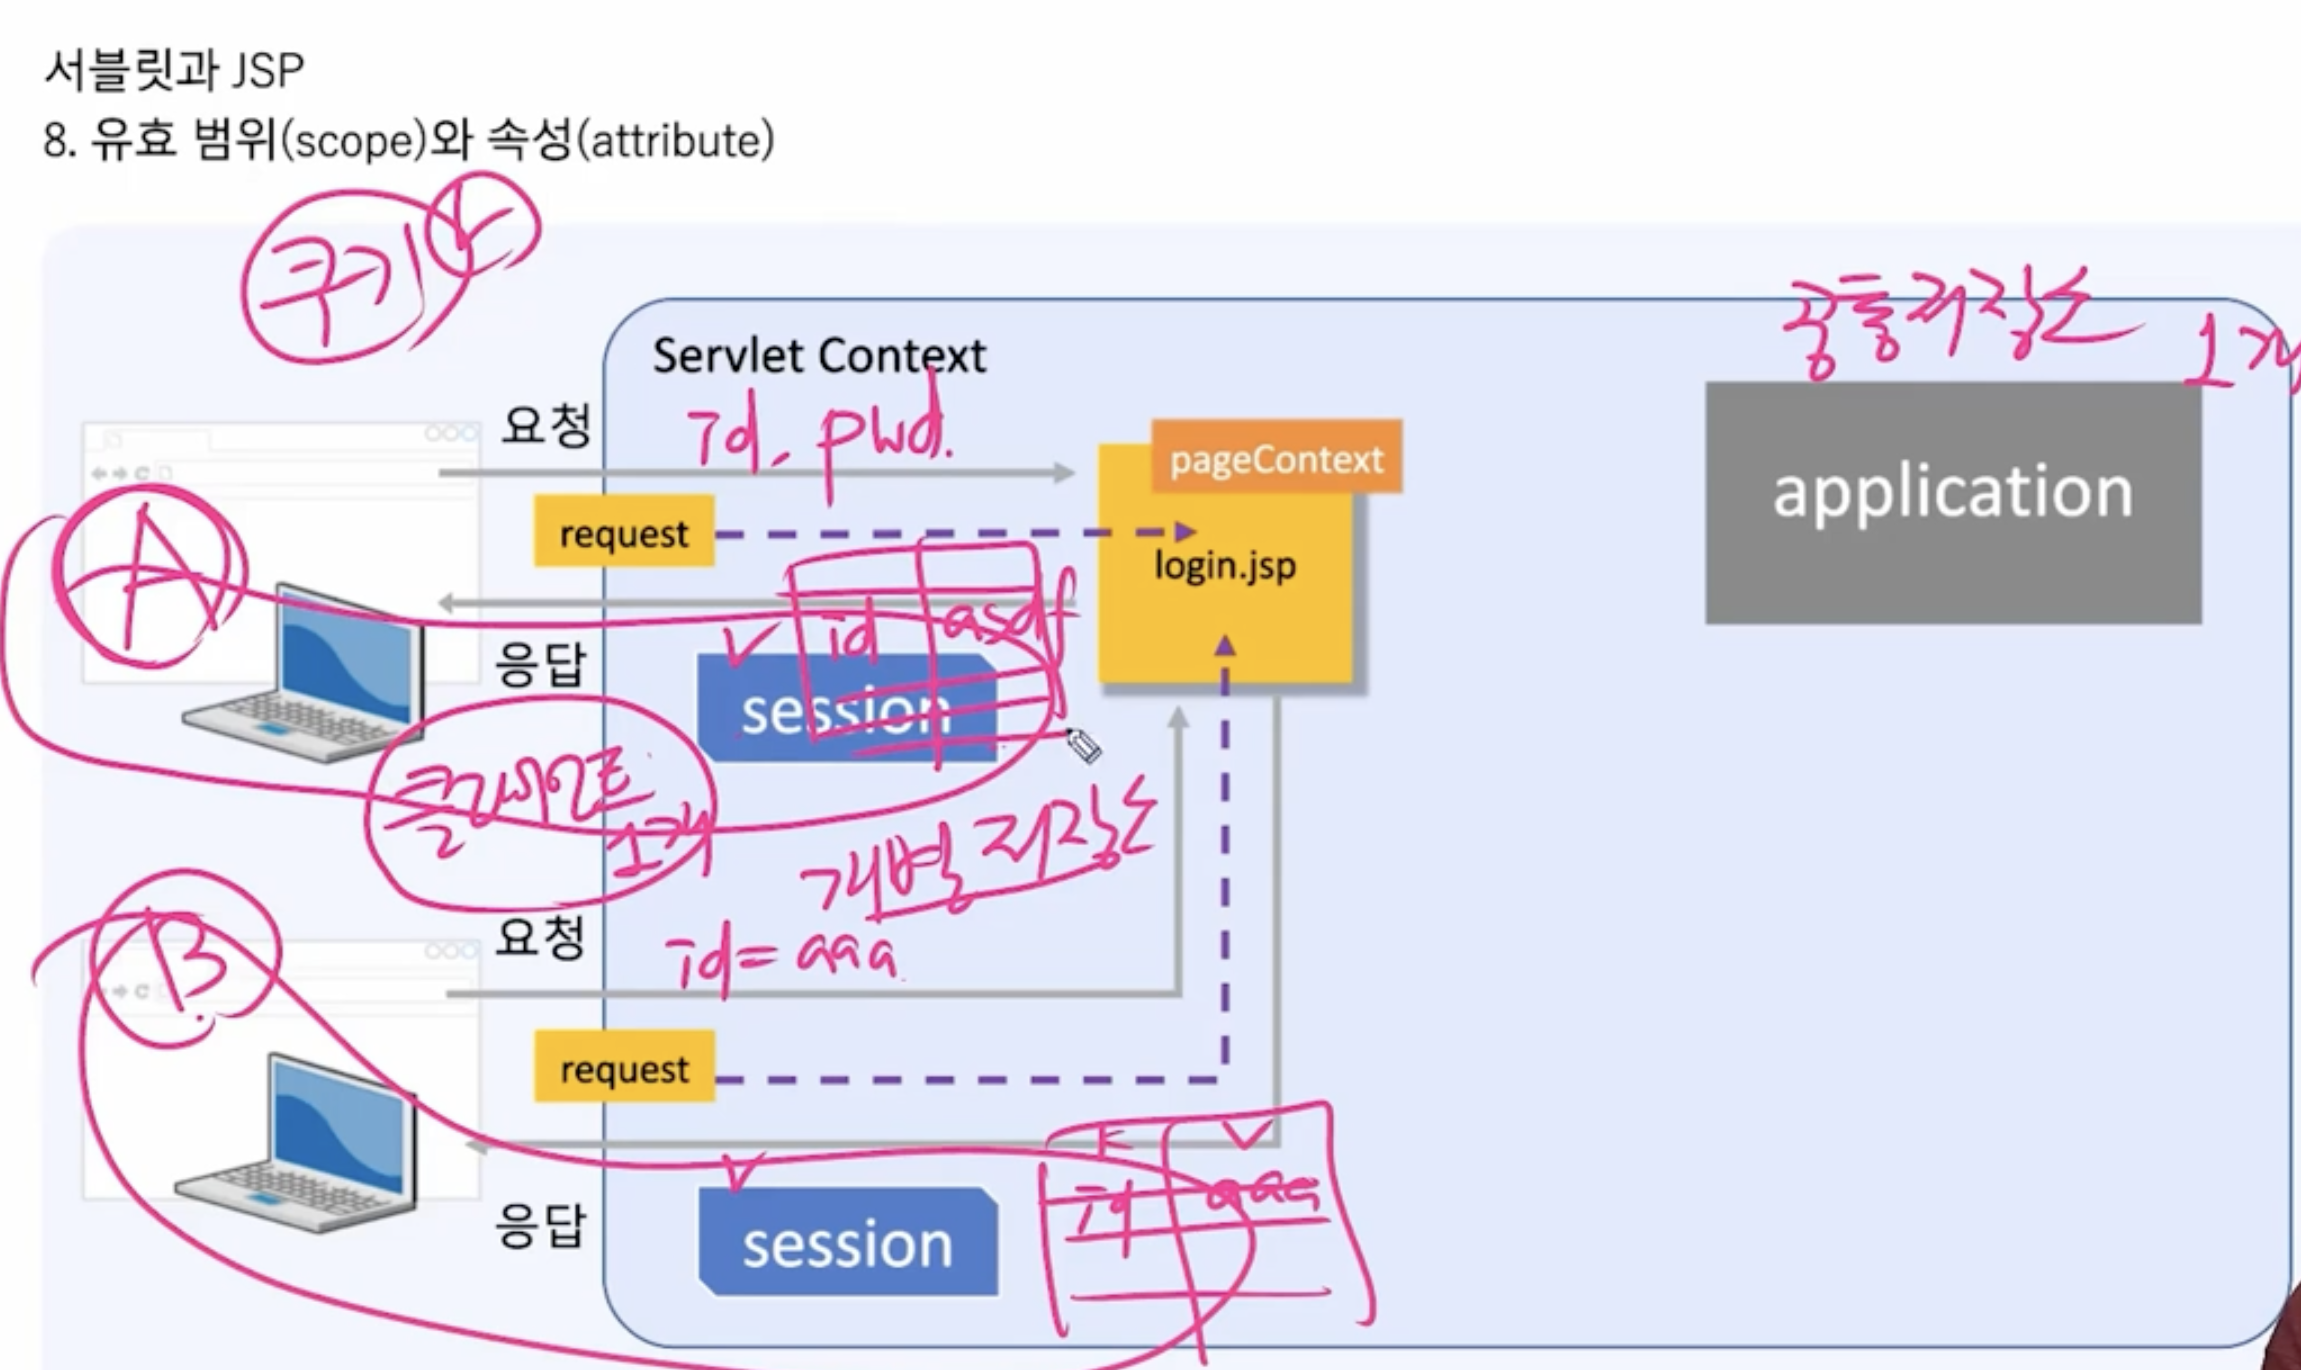 서블릿과 JSP
8. 유효 범위(scope)와 속성(attribute)
쿠키
공통저장소
Servlet Context
요청
id, pwd.
pageContext
application
request
login.jsp
A
id asdf
응답
session
클라이언트
1개
개별 저장소
B
요청
id=aaa
request
K V
id aaa
응답
session